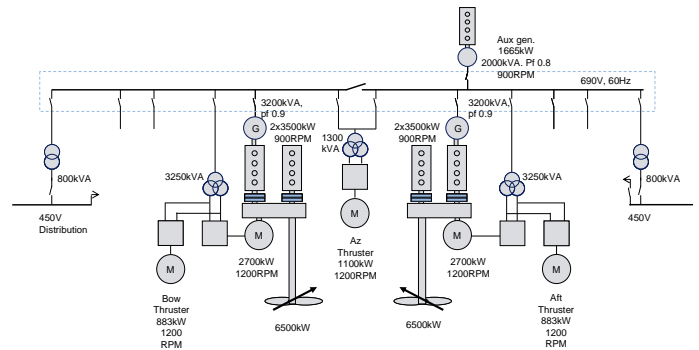 Aux gen.
1665kW
2000kVA. Pf 0.8
900RPM
690V, 60Hz
3200kVA,
pf 0.9
3200kVA,
pf 0.9
G
2x3500kW
900RPM
1300
kVA
2x3500kW
900RPM
G
800kVA
3250kVA
3250kVA
800kVA
450V
Distribution
450V
M
M
M
M
M
2700kW
1200RPM
Az
Thruster
1100kW
1200RPM
2700kW
1200RPM
Bow
Thruster
883kW
1200
RPM
6500kW
6500kW
Aft
Thruster
883kW
1200
RPM